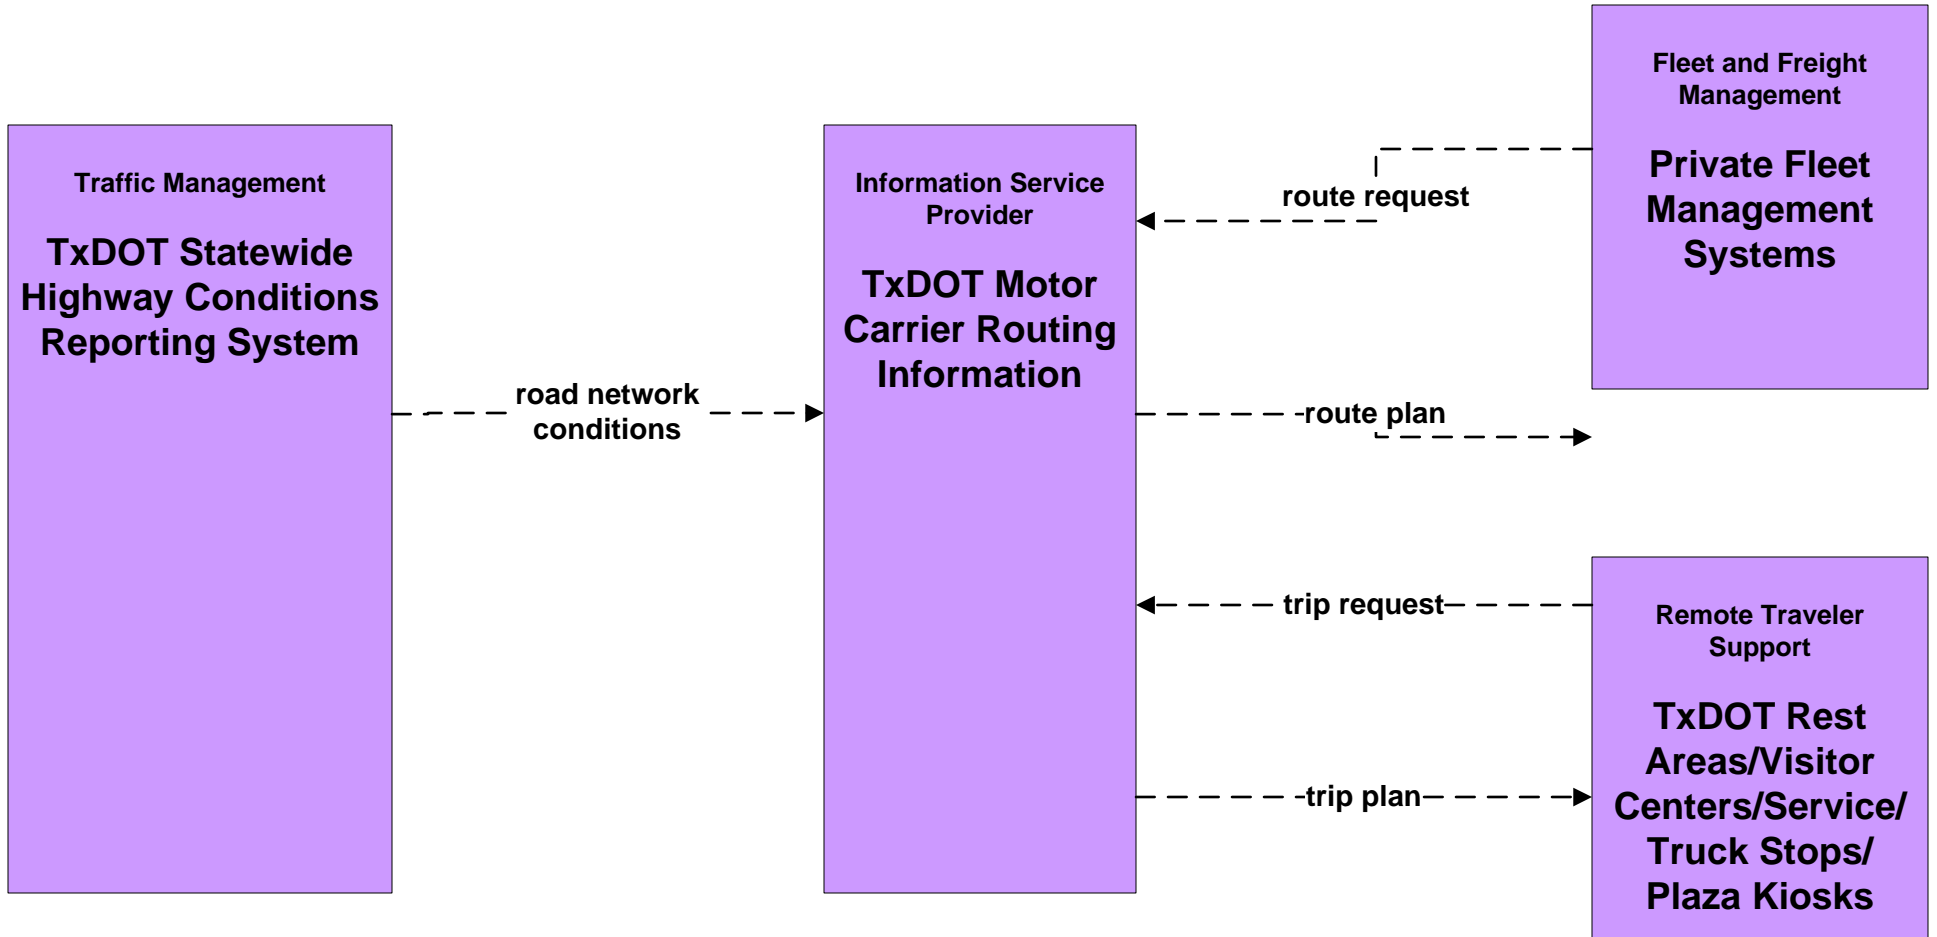 Traffic Management
TxDOT Statewide
Highway Conditions
Reporting System
road network
conditions
Information Service
Provider
TxDOT Motor
Carrier Routing
Information
route request
route plan
trip request
trip plan
Fleet and Freight
Management
Private Fleet
Management
Systems
Remote Traveler
Support
TxDOT Rest
Areas/Visitor
Centers/Service/
Truck Stops/
Plaza Kiosks